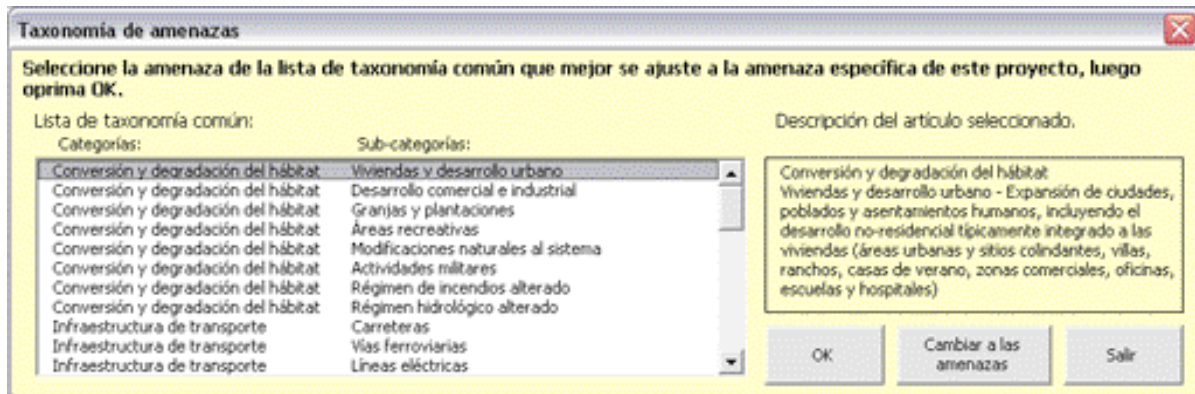 Taxonomía de amenazas
Seleccione la amenaza de la lista de taxonomía común que mejor se ajuste a la amenaza específica de este proyecto, luego
oprima OK.
Lista de taxonomía común:
Categorías: Sub-categorías:
Conversión y degradación del hábitat Viviendas y desarrollo urbano
Conversión y degradación del hábitat Desarrollo comercial e industrial
Conversión y degradación del hábitat Granjas y plantaciones
Conversión y degradación del hábitat Áreas recreativas
Conversión y degradación del hábitat Modificaciones naturales al sistema
Conversión y degradación del hábitat Actividades militares
Conversión y degradación del hábitat Régimen de incendios alterado
Conversión y degradación del hábitat Régimen hidrológico alterado
Infraestructura de transporte Carreteras
Infraestructura de transporte Vías ferroviarias
Infraestructura de transporte Líneas eléctricas
Descripción del artículo seleccionado.
Conversión y degradación del hábitat
Viviendas y desarrollo urbano - Expansión de ciudades,
poblados y asentamientos humanos, incluyendo el
desarrollo no-residencial típicamente integrado a las
viviendas (áreas urbanas y sitios colindantes, villas,
ranchos, casas de verano, zonas comerciales, oficinas,
escuelas y hospitales)
OK
Cambiar a las
amenazas
Salir